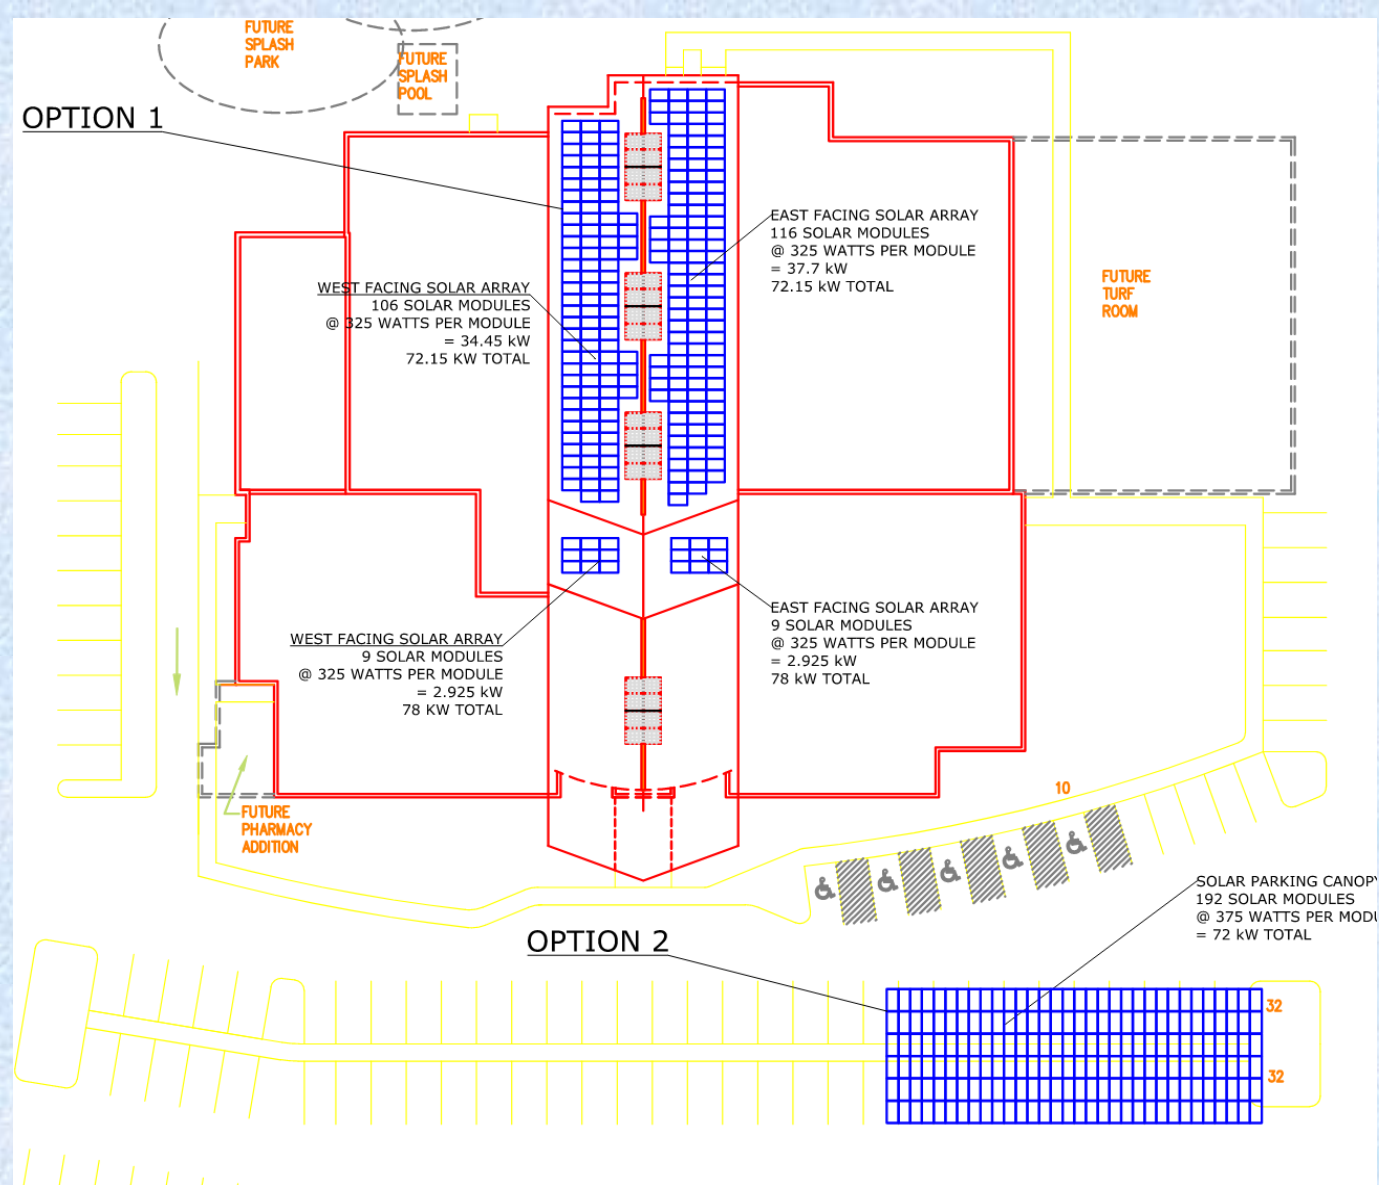 FUTURE
SPLASH
PARK
FUTURE
SPLASH
POOL
OPTION 1
EAST FACING SOLAR ARRAY
116 SOLAR MODULES
@ 325 WATTS PER MODULE
= 37.7 kW
72.15 kW TOTAL
WEST FACING SOLAR ARRAY
106 SOLAR MODULES
@ 325 WATTS PER MODULE
= 34.45 kW
72.15 KW TOTAL
FUTURE
TURF
ROOM
EAST FACING SOLAR ARRAY
9 SOLAR MODULES
@ 325 WATTS PER MODULE
= 2.925 kW
78 kW TOTAL
WEST FACING SOLAR ARRAY
9 SOLAR MODULES
@ 325 WATTS PER MODULE
= 2.925 kW
78 KW TOTAL
FUTURE
PHARMACY
ADDITION
10
SOLAR PARKING CANOPY
192 SOLAR MODULES
@ 375 WATTS PER MODU
= 72 kW TOTAL
OPTION 2
32
32